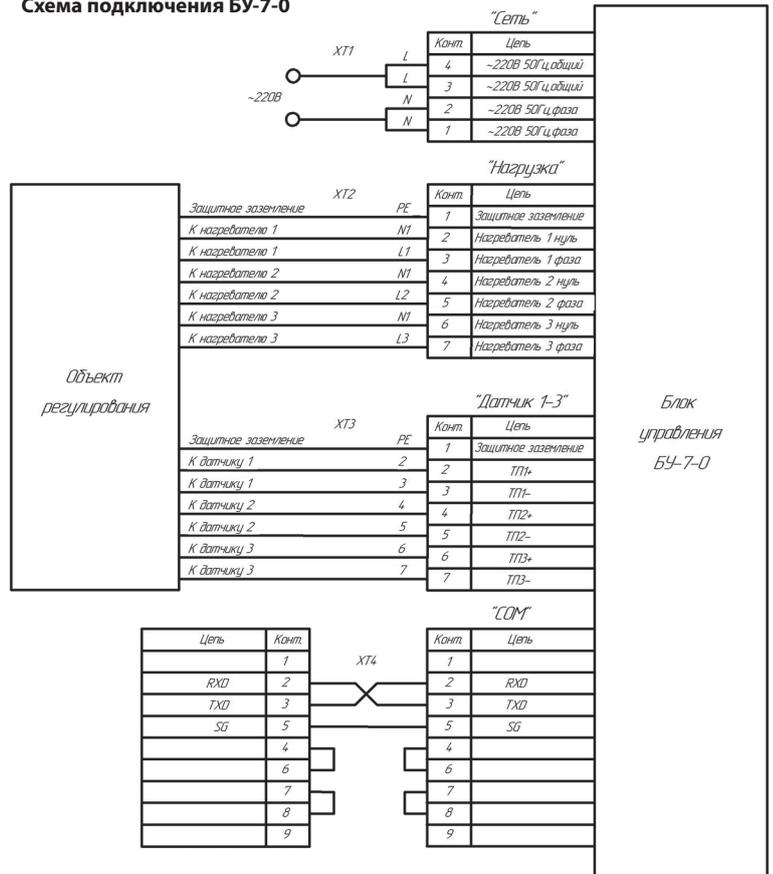 Схема подключения БУ-7-0
"Сеть"
XT1
~220В
L
L
N
N
Конт. Цепь
4 ~220В 50Гц,общий
3 ~220В 50Гц,общий
2 ~220В 50Гц,фаза
1 ~220В 50Гц,фаза
"Нагрузка"
XT2
Конт. Цепь
Защитное заземление PE 1 Защитное заземление
К нагревателю 1 N1 2 Нагреватель 1 нуль
К нагревателю 1 L1 3 Нагреватель 1 фаза
К нагревателю 2 N1 4 Нагреватель 2 нуль
К нагревателю 2 L2 5 Нагреватель 2 фаза
К нагревателю 3 N1 6 Нагреватель 3 нуль
К нагревателю 3 L3 7 Нагреватель 3 фаза
Объект
регулирования
Блок
управления
БУ-7-0
"Датчик 1-3"
XT3
Конт. Цепь
Защитное заземление PE 1 Защитное заземление
К датчику 1 2 2 ТП1+
К датчику 1 3 3 ТП1-
К датчику 2 4 4 ТП2+
К датчику 2 5 5 ТП2-
К датчику 3 6 6 ТП3+
К датчику 3 7 7 ТП3-
"COM"
XT4
Цепь Конт. Конт. Цепь
1 1
RXD 2 2 RXD
TXD 3 3 TXD
SG 5 5 SG
4 4
6 6
7 7
8 8
9 9